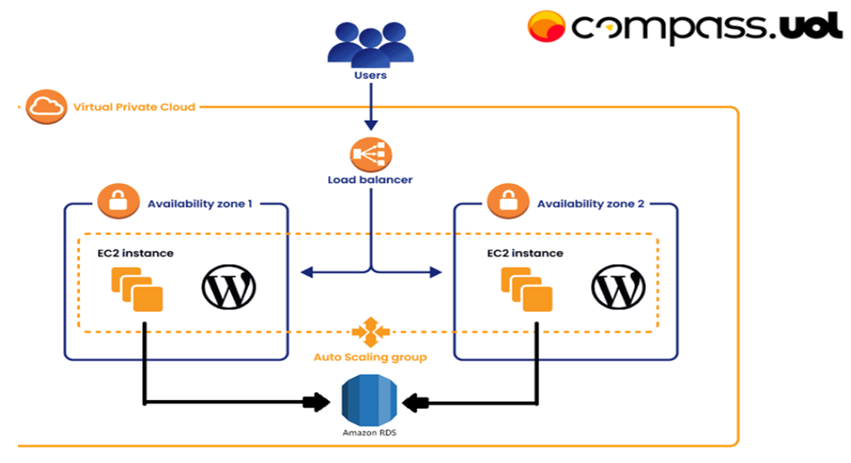 compass.uol
Users
Virtual Private Cloud
Load balancer
Availability zone 1
Availability zone 2
EC2 instance
EC2 instance
Auto Scaling group
Amazon RDS